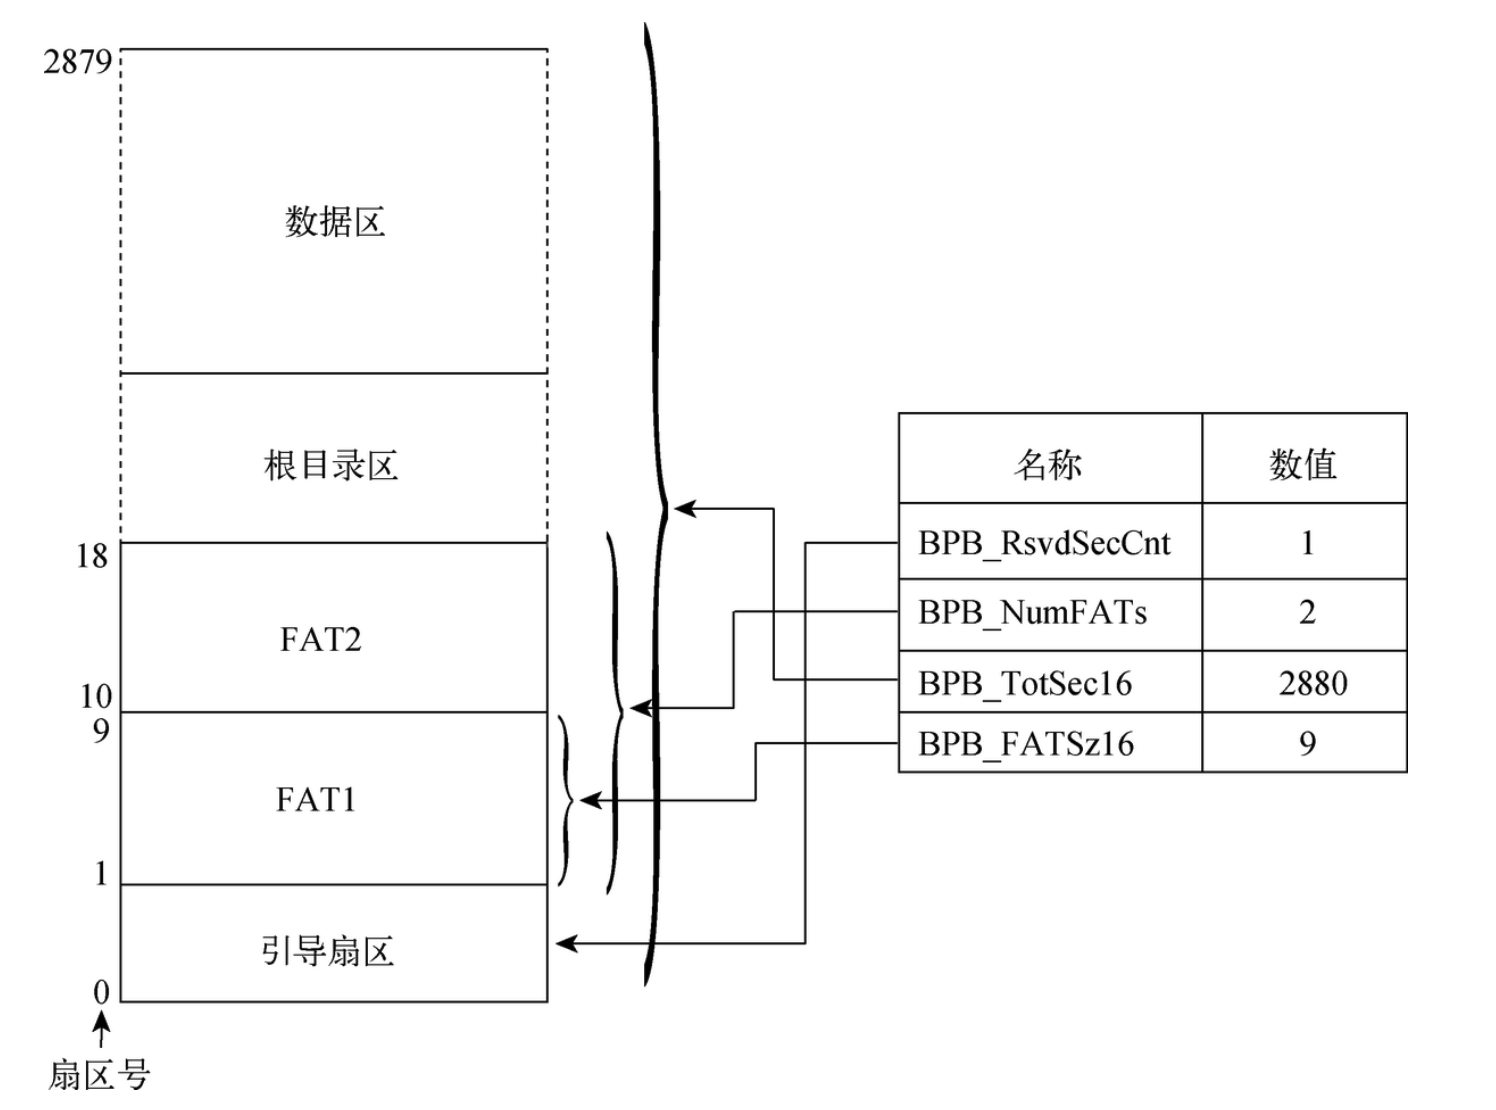 2879
数据区
根目录区
18
FAT2
10
9
FAT1
1
引导扇区
0
扇区号
名称 数值
BPB_RsvdSecCnt 1
BPB_NumFATs 2
BPB_TotSec16 2880
BPB_FATSz16 9